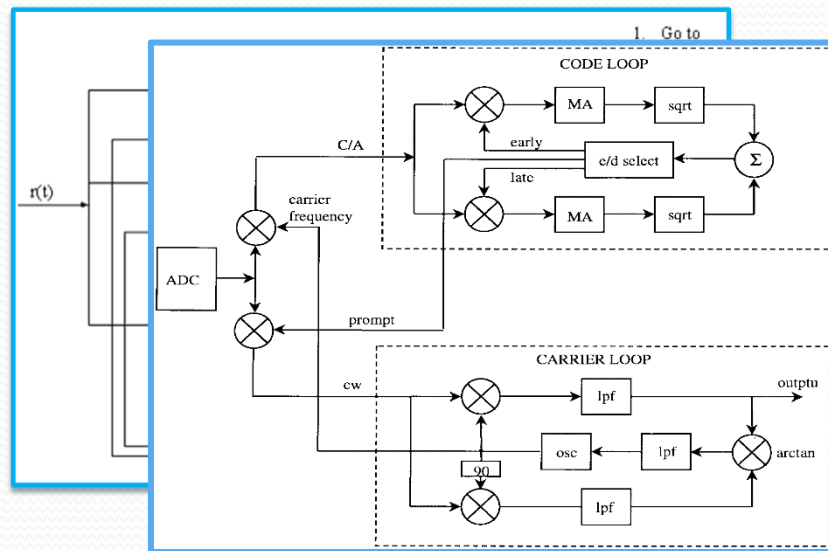 1. Go to
r(t)
CODE LOOP
MA
sqrt
C/A
early
e/d select
Σ
late
carrier
frequency
MA
sqrt
ADC
prompt
CARRIER LOOP
cw
lpf
outptu
osc
lpf
arctan
90
lpf